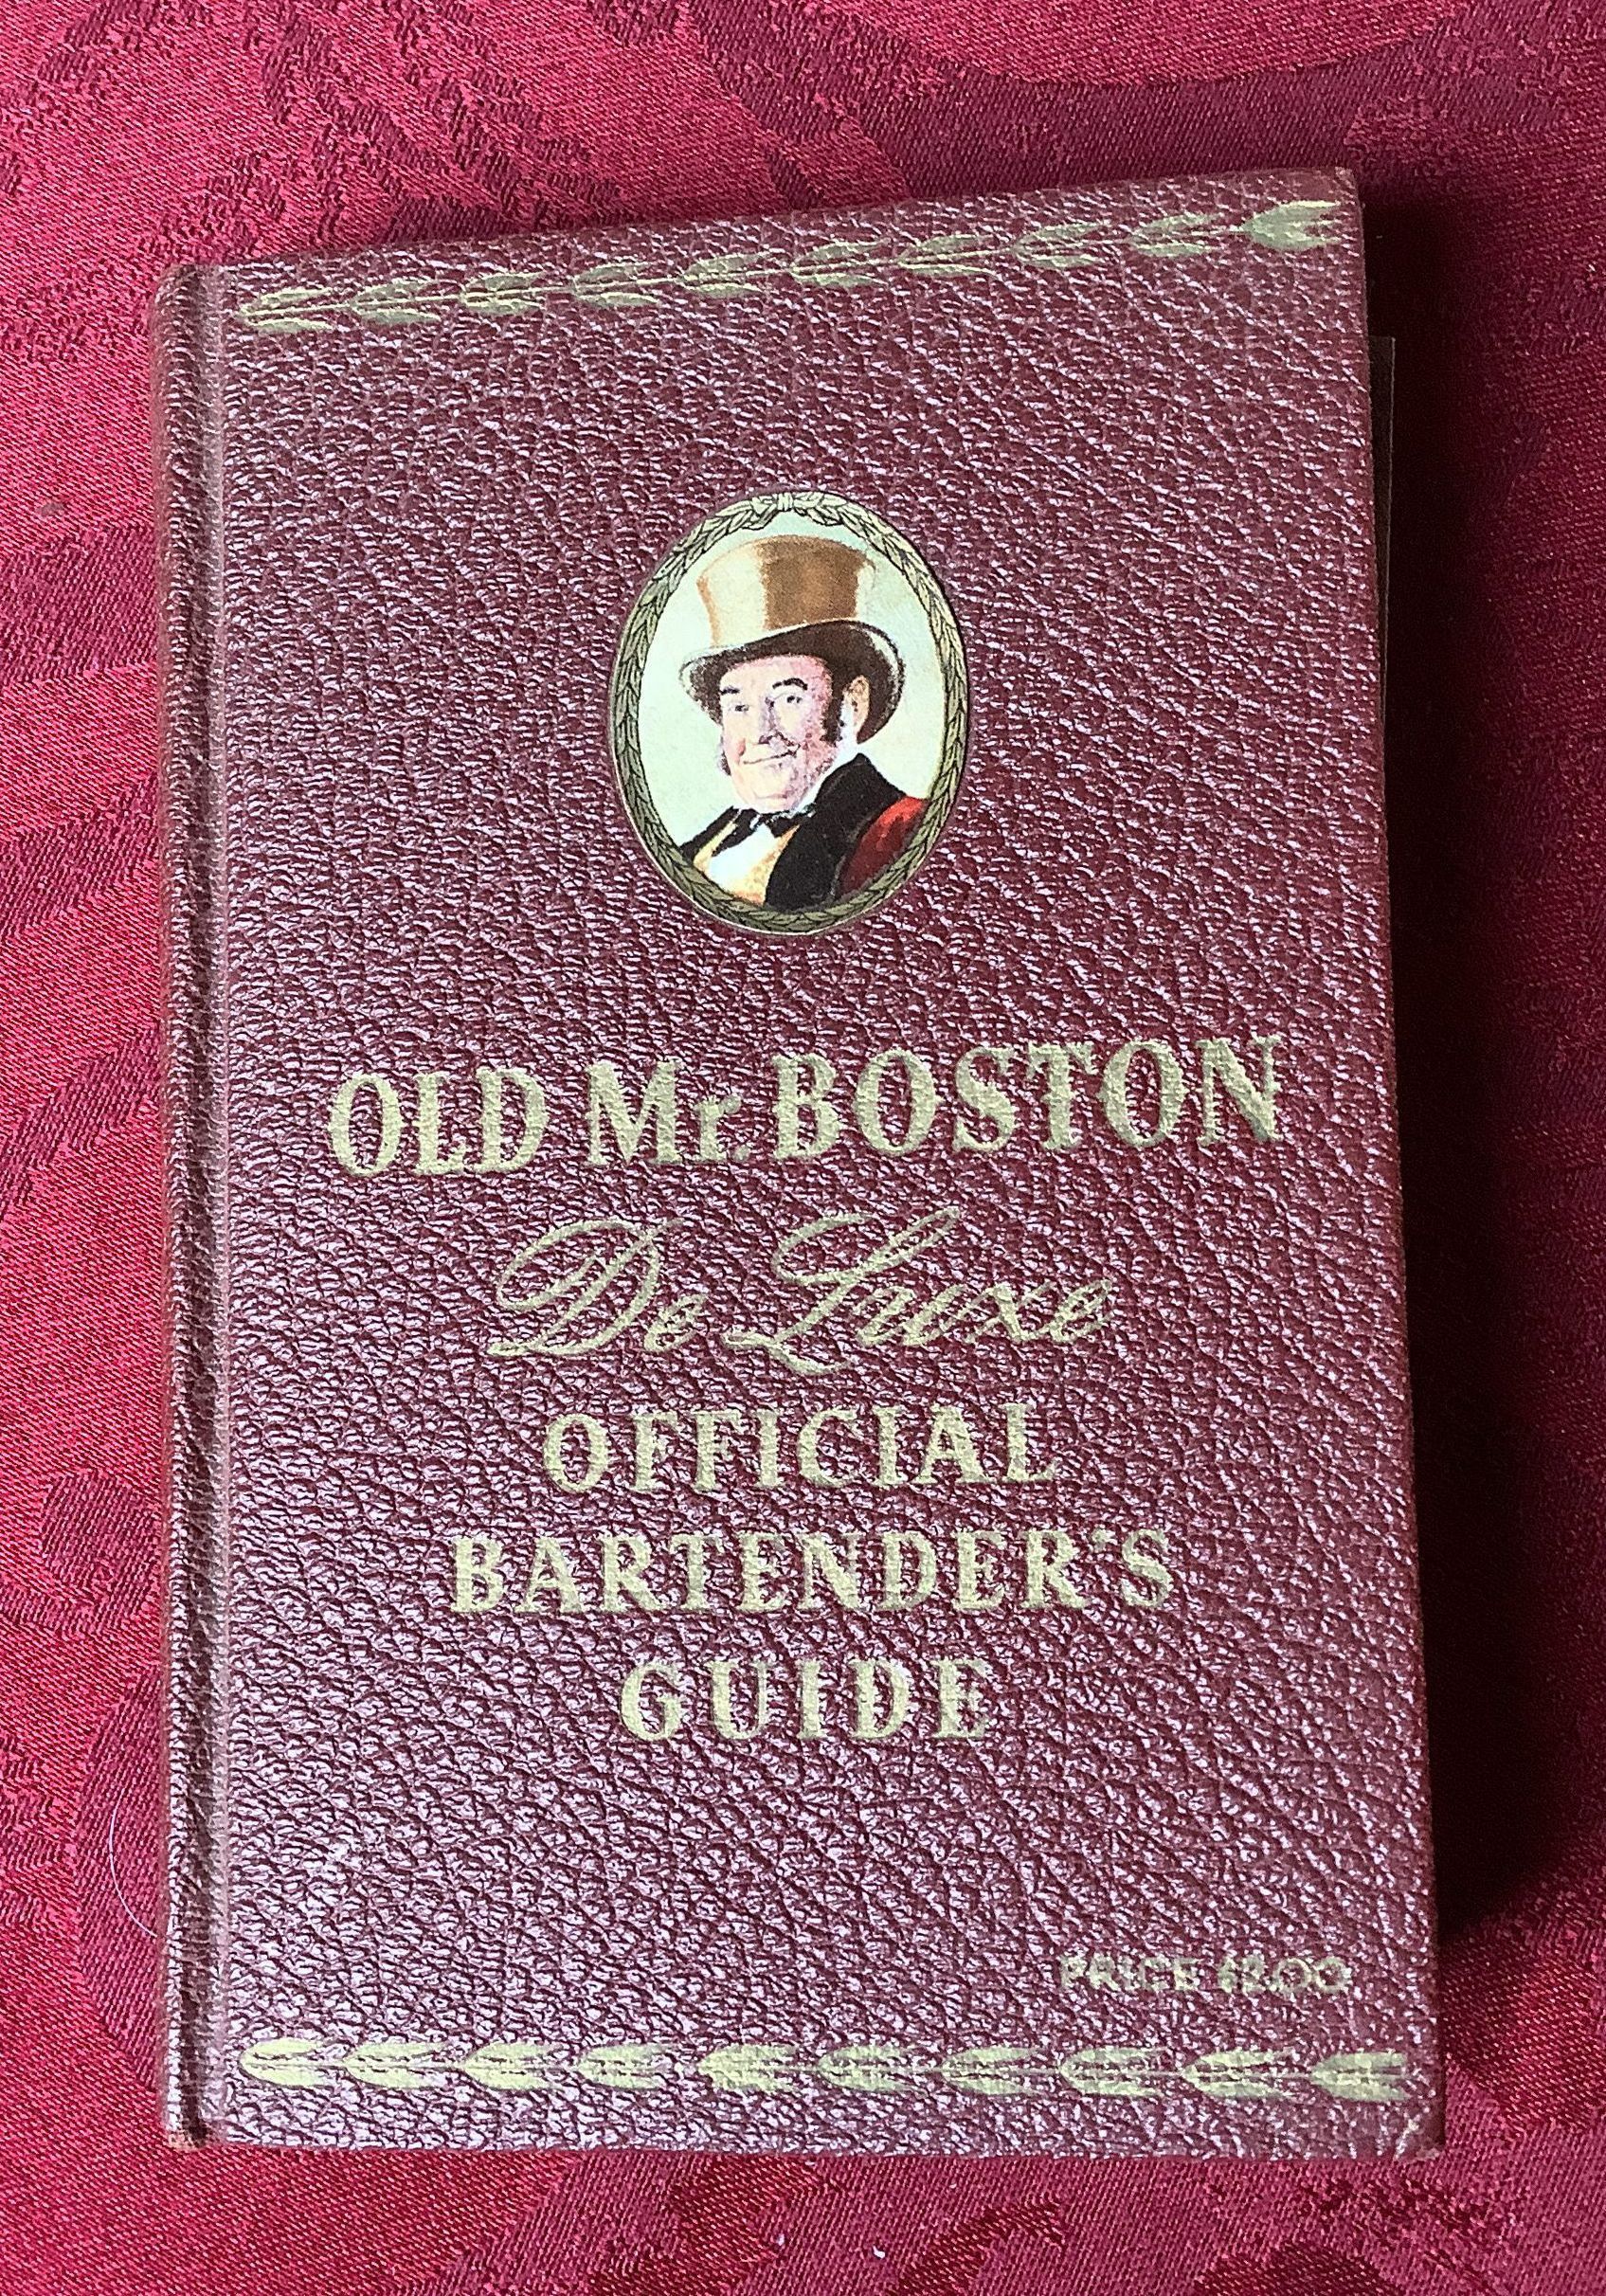 OLD Mr. BOSTON
De Luxe
OFFICIAL
BARTENDER'S
GUIDE
PRICE $2.00